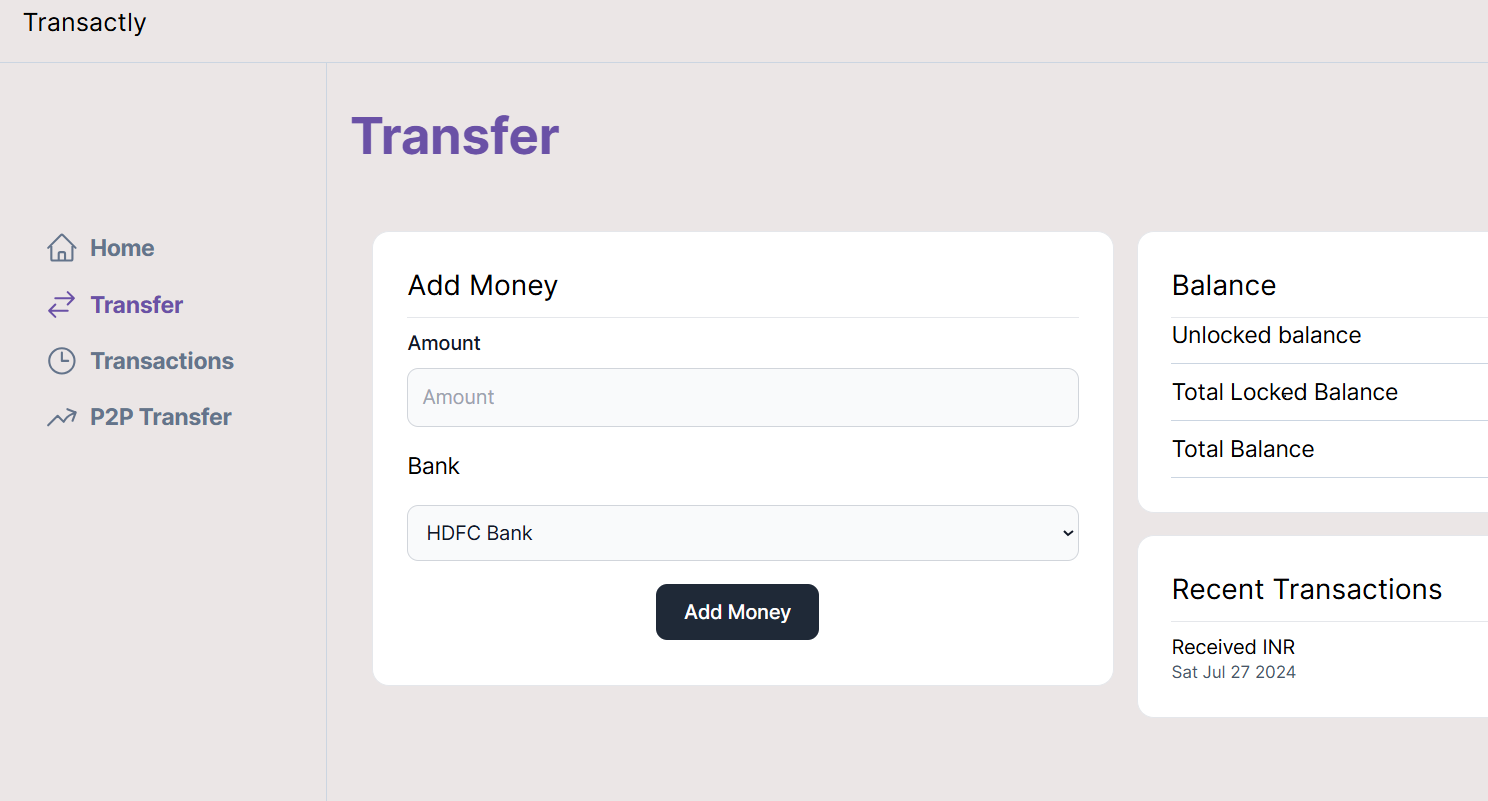 Transactly
Home
Transfer
Transactions
P2P Transfer
Transfer
Add Money
Amount
Amount
Bank
HDFC Bank
Add Money
Balance
Unlocked balance
Total Locked Balance
Total Balance
Recent Transactions
Received INR
Sat Jul 27 2024